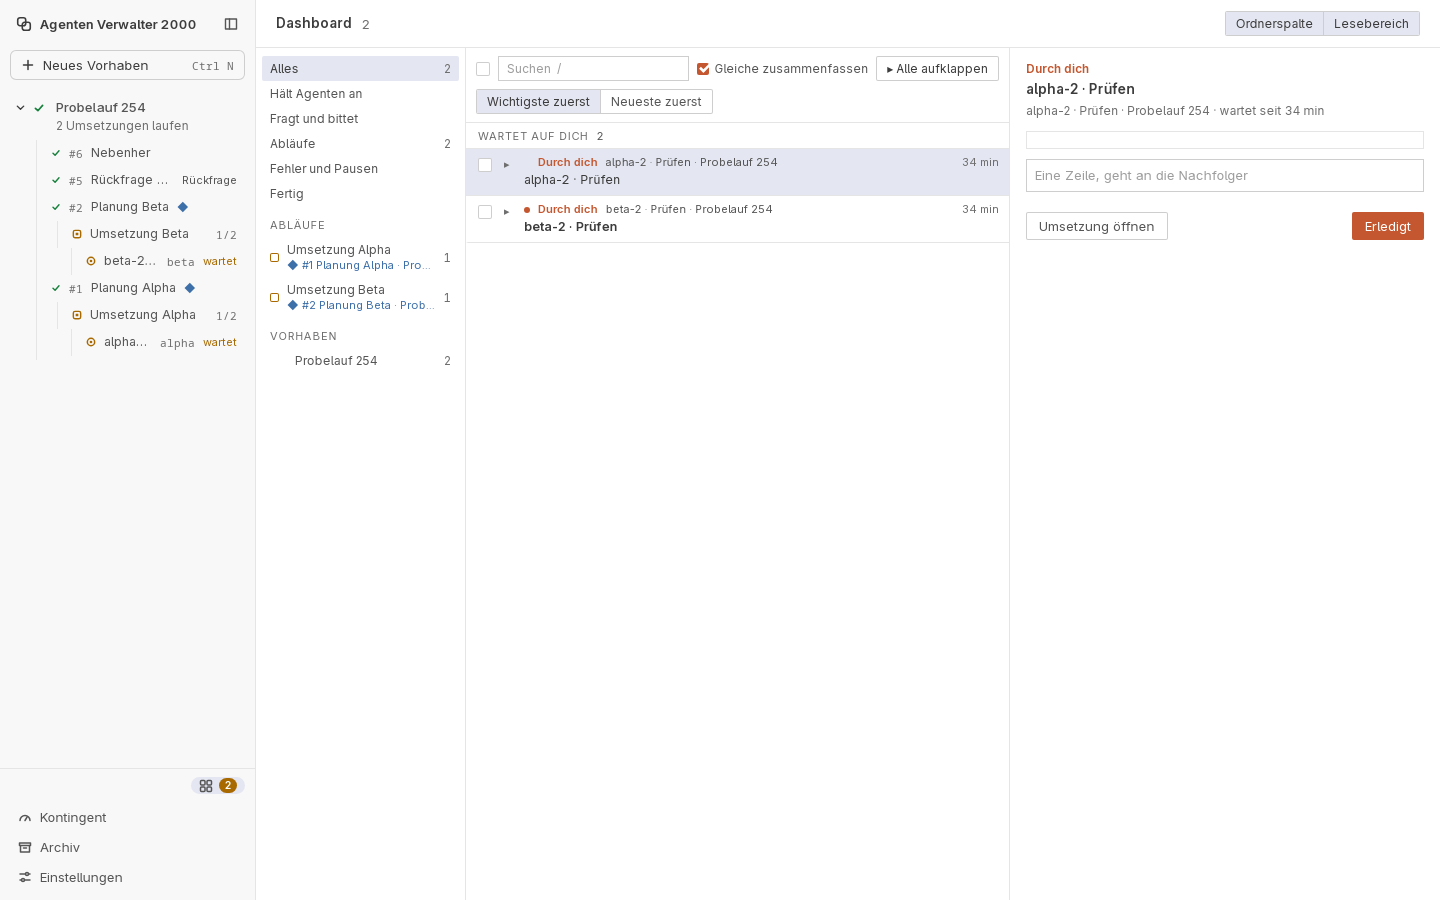 Agenten Verwalter 2000
Neues Vorhaben Ctrl N
Probelauf 254
2 Umsetzungen laufen
#6 Nebenher
#5 Rückfrage ... Rückfrage
#2 Planung Beta
Umsetzung Beta 1/2
beta-2... beta wartet
#1 Planung Alpha
Umsetzung Alpha 1/2
alpha... alpha wartet
2
Kontingent
Archiv
Einstellungen
Dashboard 2
Ordnerspalte Lesebereich
Alles 2
Hält Agenten an
Fragt und bittet
Abläufe 2
Fehler und Pausen
Fertig
ABLÄUFE
Umsetzung Alpha 1
#1 Planung Alpha · Pro...
Umsetzung Beta 1
#2 Planung Beta · Prob...
VORHABEN
Probelauf 254 2
Suchen / Gleiche zusammenfassen ▸ Alle aufklappen
Wichtigste zuerst Neueste zuerst
WARTET AUF DICH 2
▸ Durch dich alpha-2 · Prüfen · Probelauf 254 34 min
alpha-2 · Prüfen
▸ Durch dich beta-2 · Prüfen · Probelauf 254 34 min
beta-2 · Prüfen
Durch dich
alpha-2 · Prüfen
alpha-2 · Prüfen · Probelauf 254 · wartet seit 34 min
Eine Zeile, geht an die Nachfolger
Umsetzung öffnen Erledigt